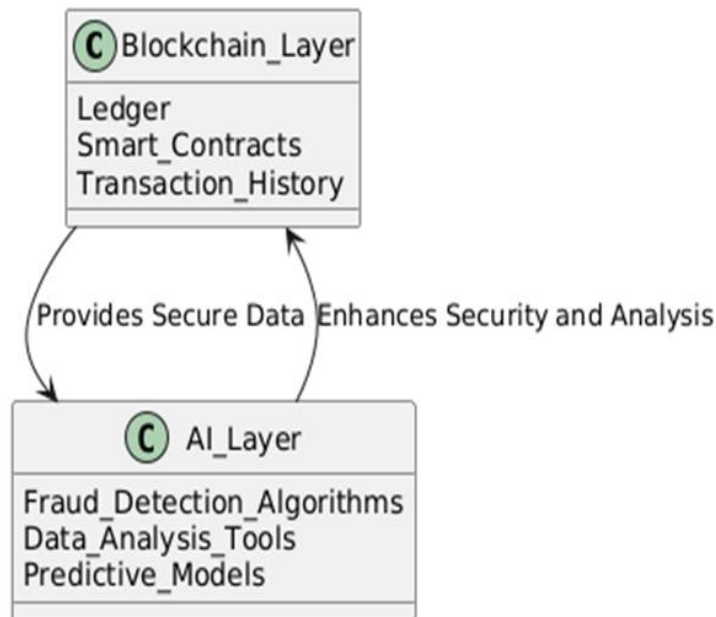 C Blockchain_Layer
Ledger
Smart_Contracts
Transaction_History
Provides Secure Data
Enhances Security and Analysis
C AI_Layer
Fraud_Detection_Algorithms
Data_Analysis_Tools
Predictive_Models